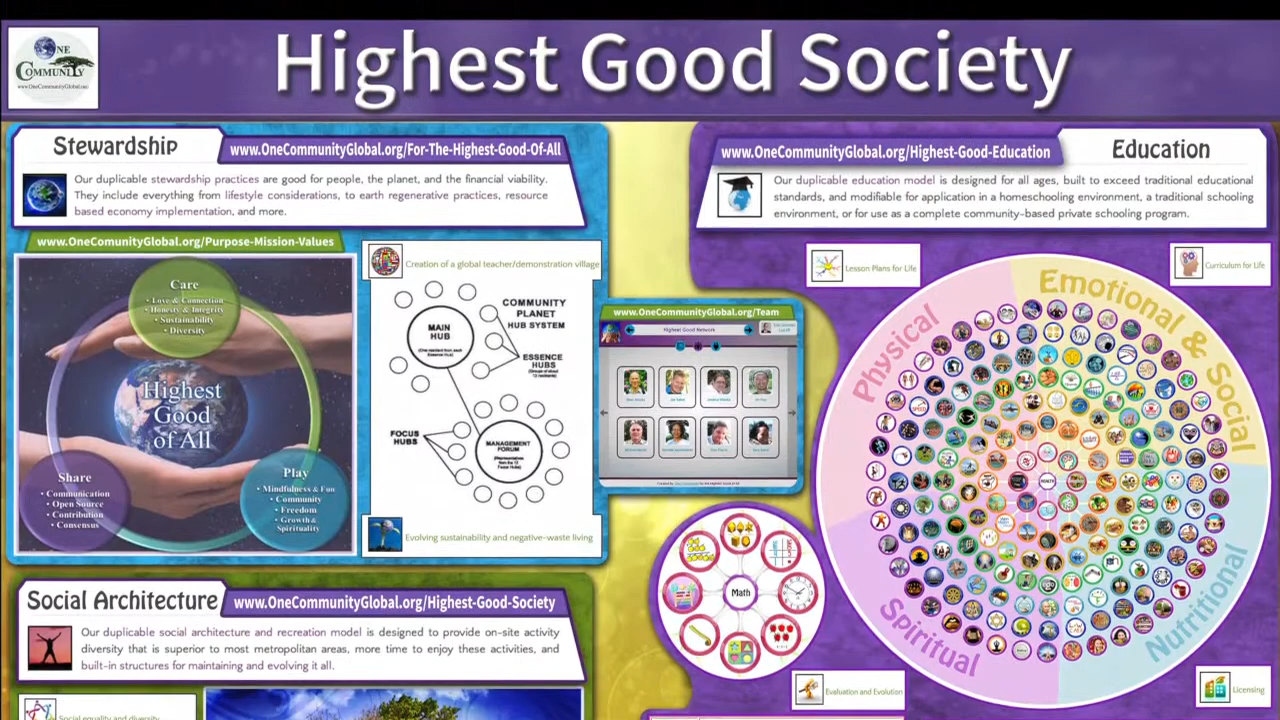 Highest Good Society
ONE
COMMUNITY
www.OneCommunityGlobal.org
Stewardship
www.OneCommunityGlobal.org/For-The-Highest-Good-Of-All
Our duplicable stewardship practices are good for people, the planet, and the financial viability.
They include everything from lifestyle considerations, to earth regenerative practices, resource
based economy implementation, and more.
www.OneComunityGlobal.org/Purpose-Mission-Values
Care
• Love & Connection
• Honesty & Integrity
• Sustainability
• Diversity
Highest
Good
of All
Share
• Communication
• Open Source
• Contribution
• Consensus
Play
• Mindfulness & Fun
• Community
• Freedom
• Growth &
Spirituality
Creation of a global teacher/demonstration village
COMMUNITY
PLANET
HUB SYSTEM
MAIN
HUB
ESSENCE
HUBS
FOCUS
HUBS
MANAGEMENT
FORUM
Evolving sustainability and negative-waste living
www.OneCommunityGlobal.org/Team
Highest Good Network
www.OneCommunityGlobal.org/Highest-Good-Education
Education
Our duplicable education model is designed for all ages, built to exceed traditional educational
standards, and modifiable for application in a homeschooling environment, a traditional schooling
environment, or for use as a complete community-based private schooling program.
Lesson Plans for Life
Curriculum for Life
Physical
Emotional & Social
Spiritual
Nutritional
Math
Evaluation and Evolution
Licensing
Social Architecture
www.OneCommunityGlobal.org/Highest-Good-Society
Our duplicable social architecture and recreation model is designed to provide on-site activity
diversity that is superior to most metropolitan areas, more time to enjoy these activities, and
built-in structures for maintaining and evolving it all.
Social equality and diversity